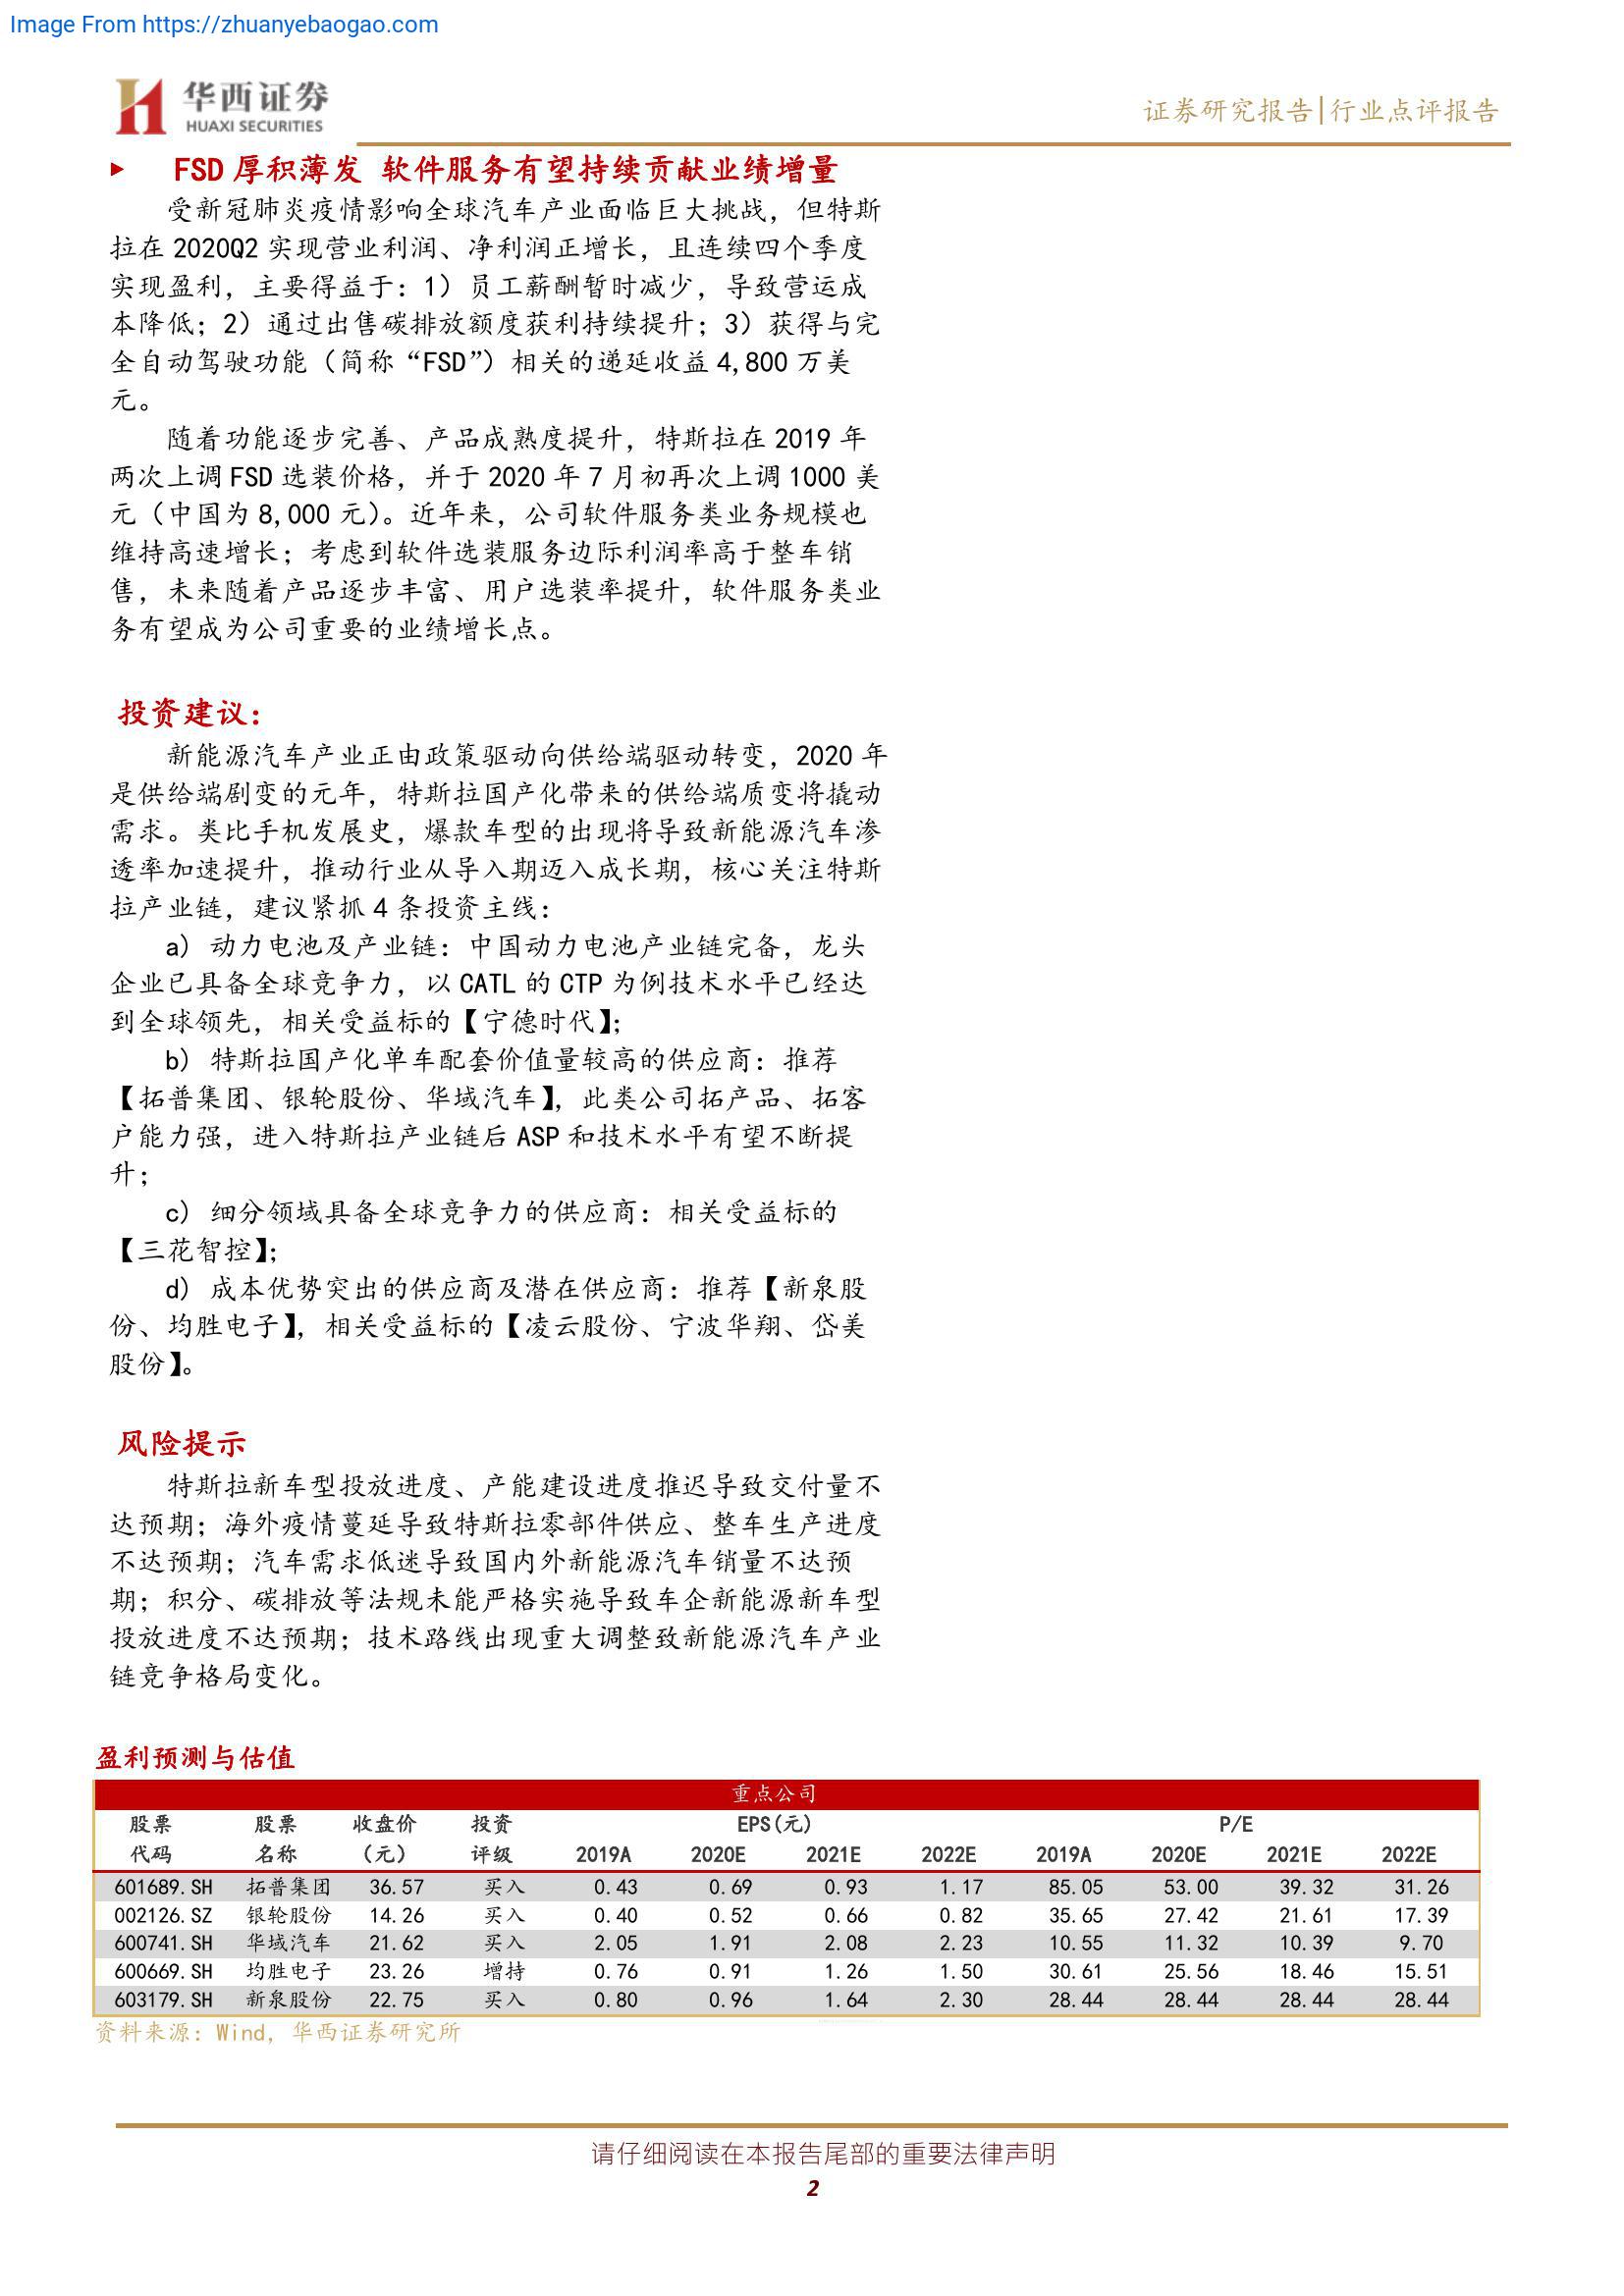 Image From https://zhuanyebaogao.com
华西证券
HUAXI SECURITIES
证券研究报告|行业点评报告
FSD 厚积薄发 软件服务有望持续贡献业绩增量
受新冠肺炎疫情影响全球汽车产业面临巨大挑战，但特斯
拉在 2020Q2 实现营业利润、净利润正增长，且连续四个季度
实现盈利，主要得益于：1）员工薪酬暂时减少，导致营运成
本降低；2）通过出售碳排放额度获利持续提升；3）获得与完
全自动驾驶功能（简称“FSD”）相关的递延收益 4,800 万美
元。
随着功能逐步完善、产品成熟度提升，特斯拉在 2019 年
两次上调 FSD 选装价格，并于 2020 年 7 月初再次上调 1000 美
元（中国为 8,000 元）。近年来，公司软件服务类业务规模也
维持高速增长；考虑到软件选装服务边际利润率高于整车销
售，未来随着产品逐步丰富、用户选装率提升，软件服务类业
务有望成为公司重要的业绩增长点。
投资建议：
新能源汽车产业正由政策驱动向供给端驱动转变，2020 年
是供给端剧变的元年，特斯拉国产化带来的供给端质变将撬动
需求。类比手机发展史，爆款车型的出现将导致新能源汽车渗
透率加速提升，推动行业从导入期迈入成长期，核心关注特斯
拉产业链，建议紧抓 4 条投资主线：
a) 动力电池及产业链：中国动力电池产业链完备，龙头
企业已具备全球竞争力，以 CATL 的 CTP 为例技术水平已经达
到全球领先，相关受益标的【宁德时代】；
b) 特斯拉国产化单车配套价值量较高的供应商：推荐
【拓普集团、银轮股份、华域汽车】，此类公司拓产品、拓客
户能力强，进入特斯拉产业链后 ASP 和技术水平有望不断提
升；
c) 细分领域具备全球竞争力的供应商：相关受益标的
【三花智控】；
d) 成本优势突出的供应商及潜在供应商：推荐【新泉股
份、均胜电子】，相关受益标的【凌云股份、宁波华翔、岱美
股份】。
风险提示
特斯拉新车型投放进度、产能建设进度推迟导致交付量不
达预期；海外疫情蔓延导致特斯拉零部件供应、整车生产进度
不达预期；汽车需求低迷导致国内外新能源汽车销量不达预
期；积分、碳排放等法规未能严格实施导致车企新能源新车型
投放进度不达预期；技术路线出现重大调整致新能源汽车产业
链竞争格局变化。
盈利预测与估值
重点公司
股票 股票 收盘价 投资 EPS(元) P/E
代码 名称 （元） 评级 2019A 2020E 2021E 2022E 2019A 2020E 2021E 2022E
601689.SH 拓普集团 36.57 买入 0.43 0.69 0.93 1.17 85.05 53.00 39.32 31.26
002126.SZ 银轮股份 14.26 买入 0.40 0.52 0.66 0.82 35.65 27.42 21.61 17.39
600741.SH 华域汽车 21.62 买入 2.05 1.91 2.08 2.23 10.55 11.32 10.39 9.70
600669.SH 均胜电子 23.26 增持 0.76 0.91 1.26 1.50 30.61 25.56 18.46 15.51
603179.SH 新泉股份 22.75 买入 0.80 0.96 1.64 2.30 28.44 28.44 28.44 28.44
资料来源：Wind，华西证券研究所
请仔细阅读在本报告尾部的重要法律声明
2